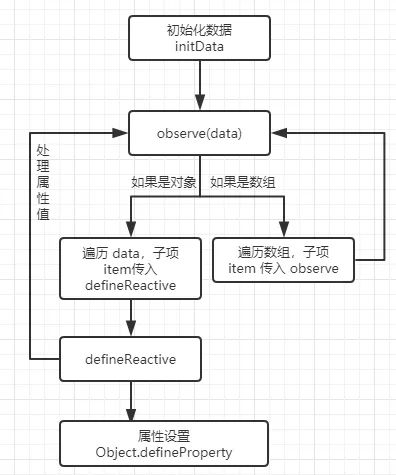 初始化数据
initData
observe(data)
处理属性值
如果是对象
如果是数组
遍历 data，子项
item传入
defineReactive
遍历数组，子项
item 传入 observe
defineReactive
属性设置
Object.defineProperty